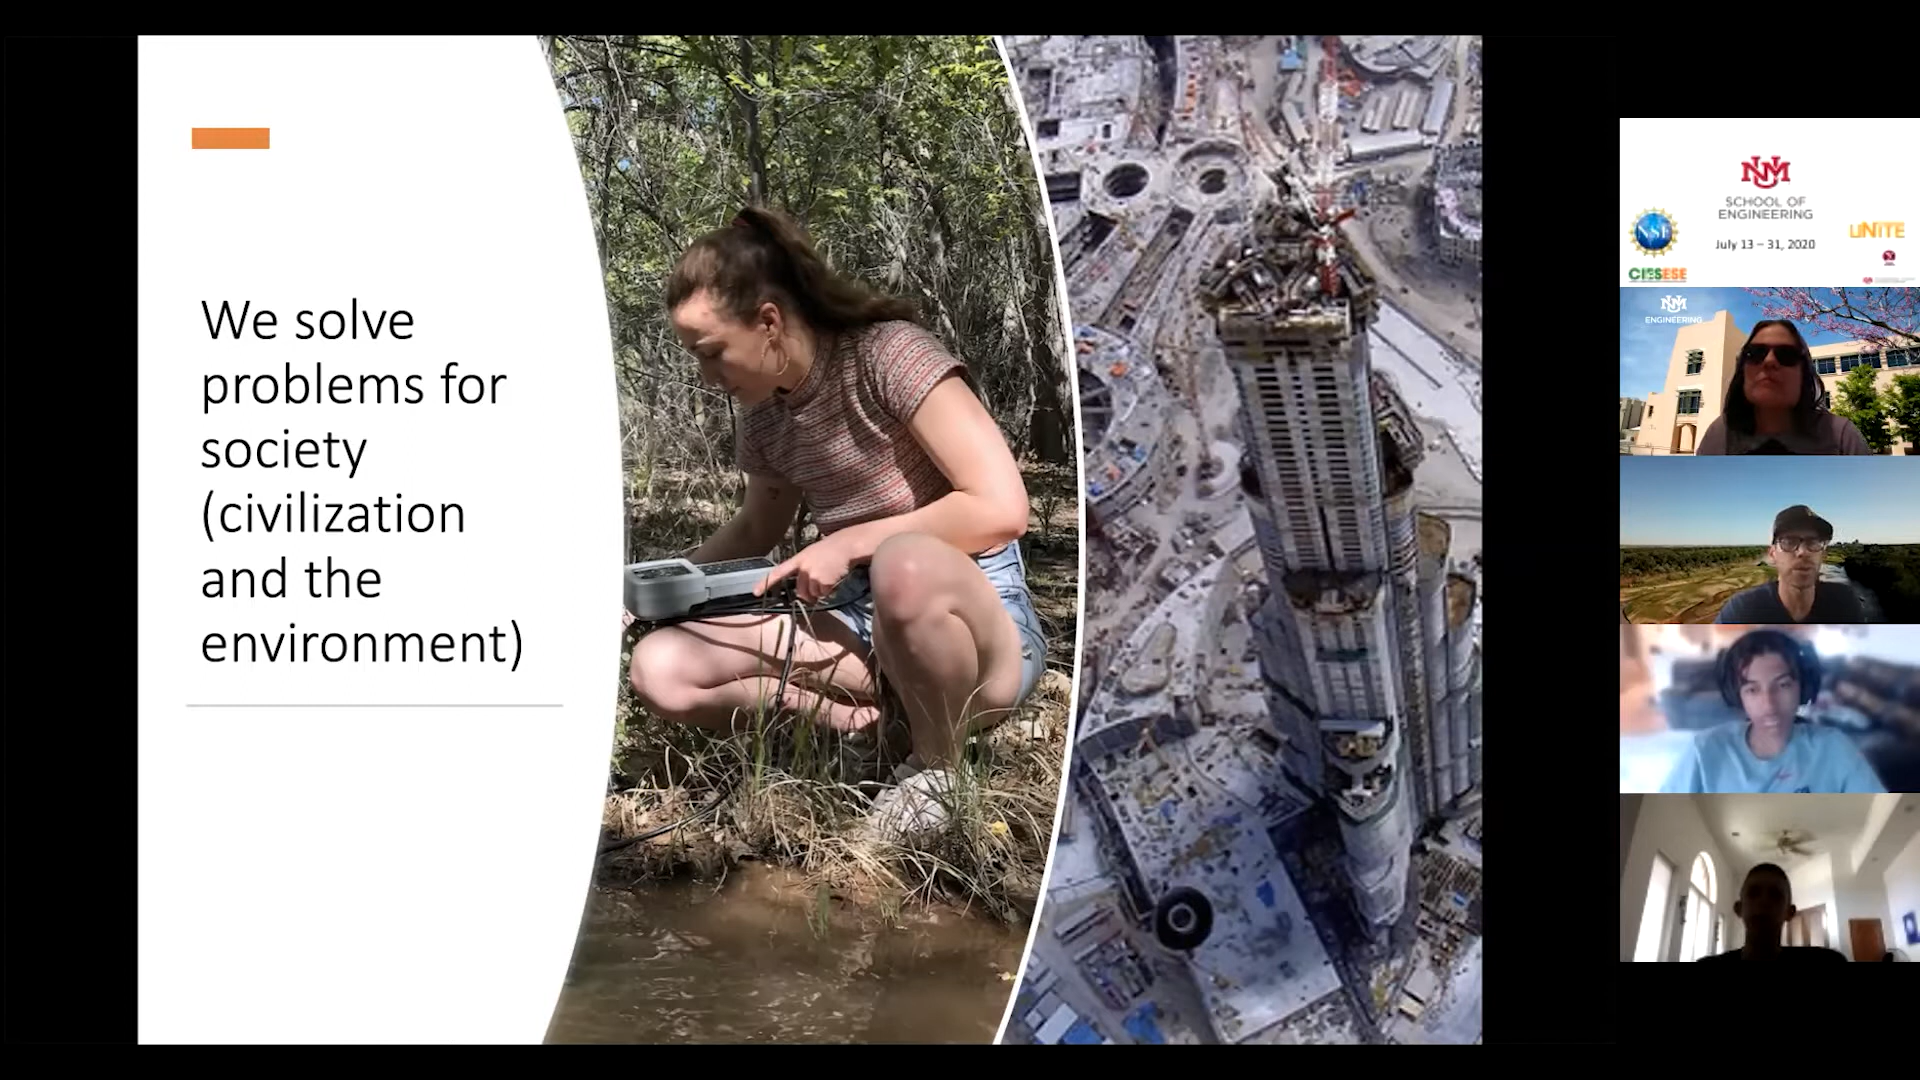 We solve
problems for
society
(civilization
and the
environment)
UNM
SCHOOL OF
ENGINEERING
NSF
UNITE
July 13 – 31, 2020
CIESESE
UNM
ENGINEERING